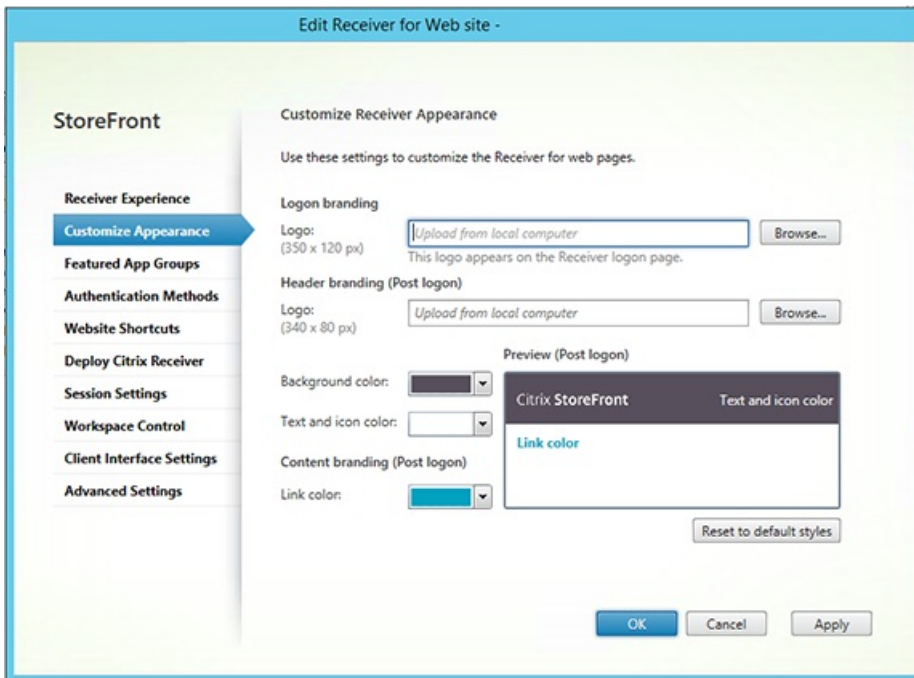 Edit Receiver for Web site -
StoreFront
Receiver Experience
Customize Appearance
Featured App Groups
Authentication Methods
Website Shortcuts
Deploy Citrix Receiver
Session Settings
Workspace Control
Client Interface Settings
Advanced Settings
Customize Receiver Appearance
Use these settings to customize the Receiver for web pages.
Logon branding
Logo:
(350 x 120 px)
Upload from local computer
Browse...
This logo appears on the Receiver logon page.
Header branding (Post logon)
Logo:
(340 x 80 px)
Upload from local computer
Browse...
Background color:
Text and icon color:
Preview (Post logon)
Citrix StoreFront
Text and icon color
Link color
Content branding (Post logon)
Link color:
Reset to default styles
OK
Cancel
Apply